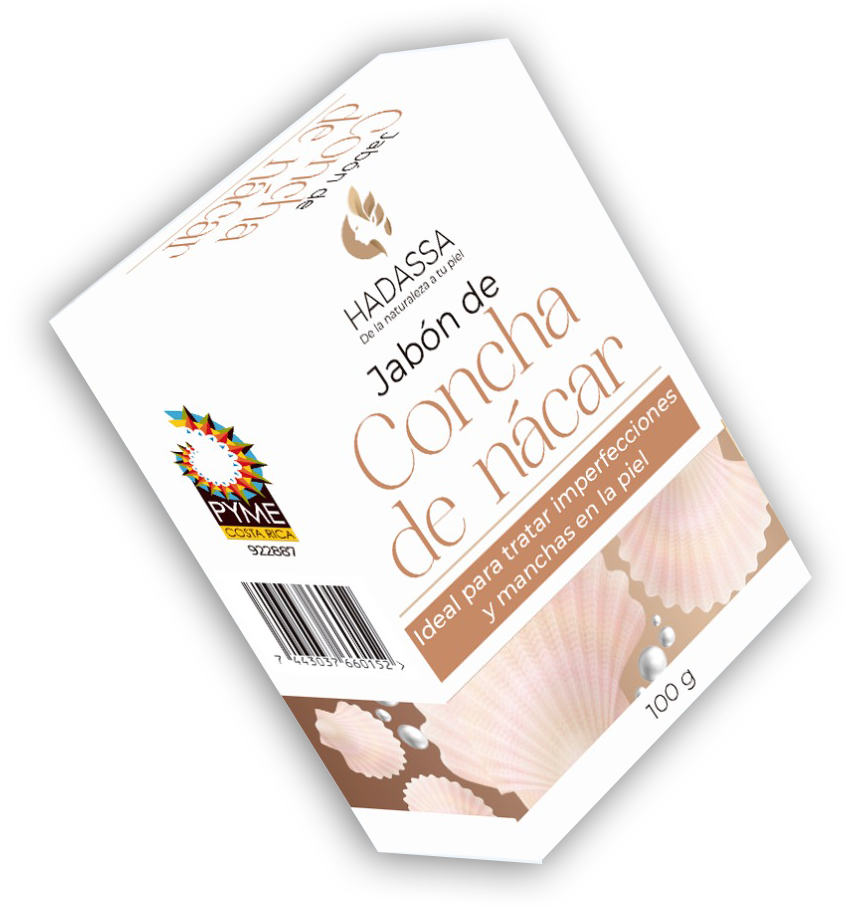 Jabón de
Concha
de nácar
HADASSA
De la naturaleza a tu piel
Jabón de
Concha
de nácar
Ideal para tratar imperfecciones
y manchas en la piel
100 g
PYME
COSTA RICA
922887
7 443037 660152 >